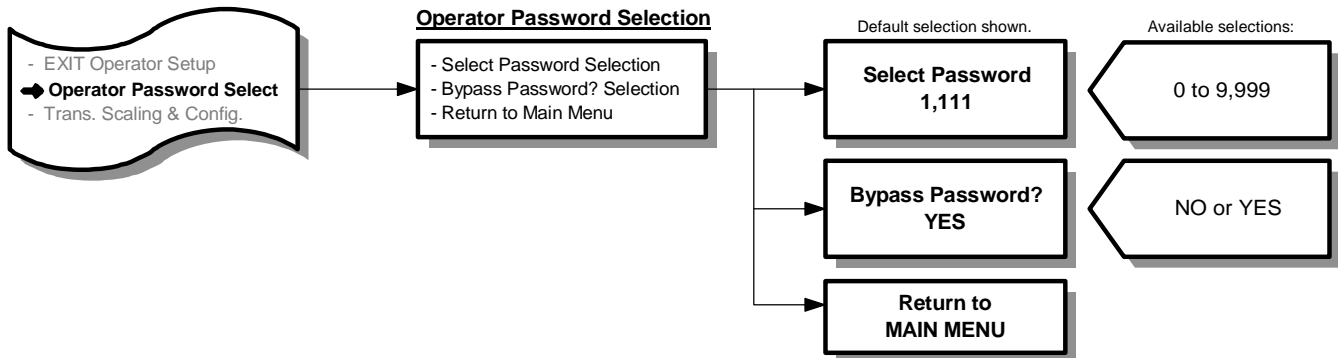 Operator Password Selection
Default selection shown.
Available selections:
- EXIT Operator Setup
Operator Password Select
- Trans. Scaling & Config.
- Select Password Selection
- Bypass Password? Selection
- Return to Main Menu
Select Password
1,111
0 to 9,999
Bypass Password?
YES
NO or YES
Return to
MAIN MENU